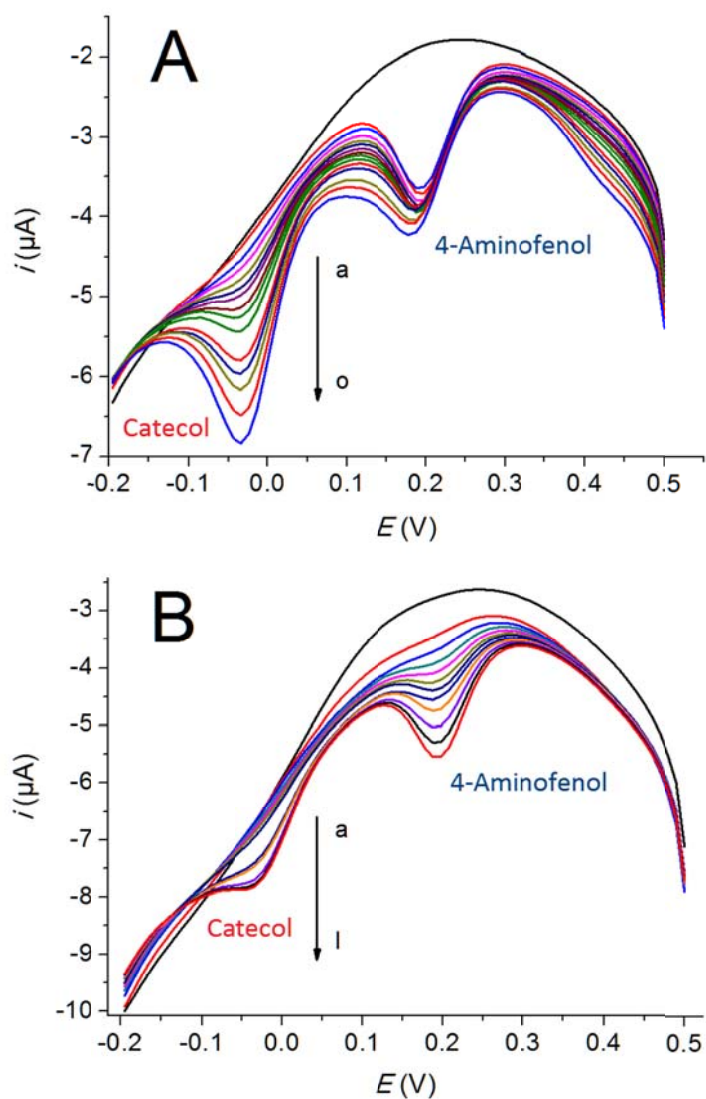 A
-2
-3
-4
-5
-6
-7
i (μA)
4-Aminofenol
a
o
Catecol
-0.2 -0.1 0.0 0.1 0.2 0.3 0.4 0.5
E (V)
B
-3
-4
-5
-6
-7
-8
-9
-10
i (μA)
4-Aminofenol
a
l
Catecol
-0.2 -0.1 0.0 0.1 0.2 0.3 0.4 0.5
E (V)